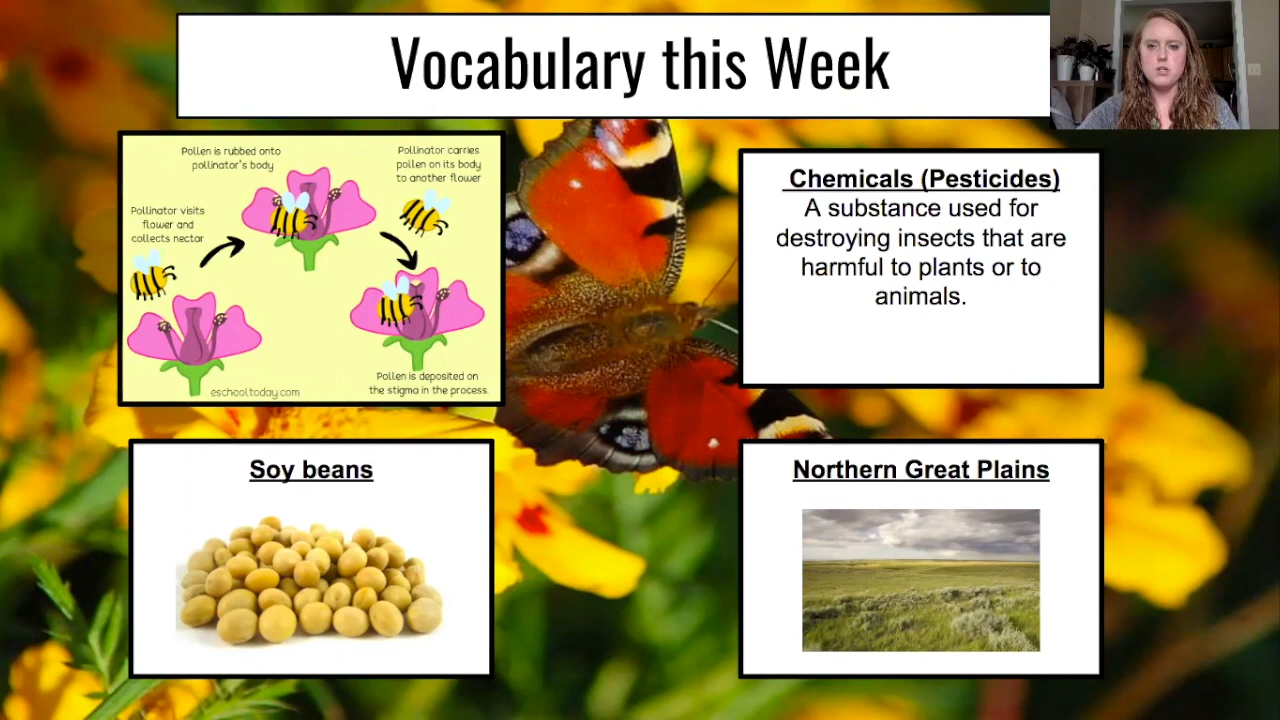 Vocabulary this Week
Pollen is rubbed onto
pollinator's body
Pollinator carries
pollen on its body
to another flower
Pollinator visits
flower and
collects nectar
Pollen is deposited on
the stigma in the process.
eschooltoday.com
Chemicals (Pesticides)
A substance used for
destroying insects that are
harmful to plants or to
animals.
Soy beans
Northern Great Plains